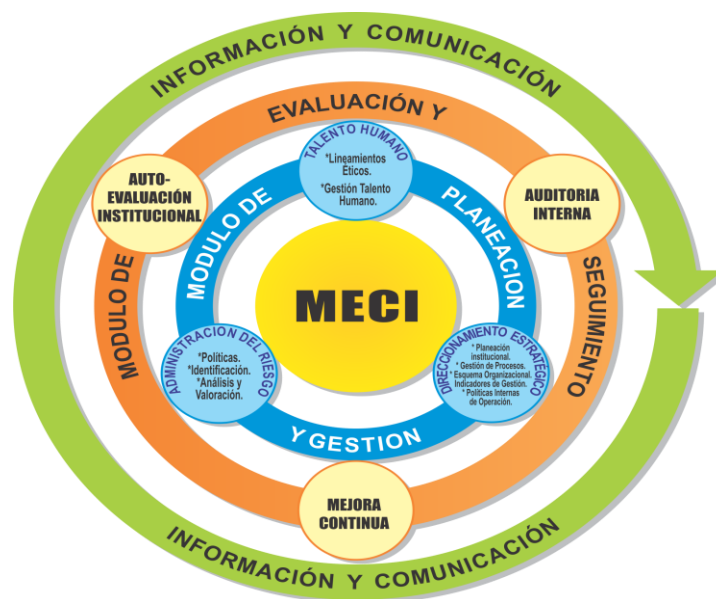 INFORMACIÓN Y COMUNICACIÓN
MODULO DE EVALUACIÓN Y SEGUIMIENTO
AUTO-
EVALUACIÓN
INSTITUCIONAL
AUDITORIA
INTERNA
MEJORA
CONTINUA
MODULO DE PLANEACION Y GESTION
TALENTO HUMANO
*Lineamientos
Éticos.
*Gestión Talento
Humano.
ADMINISTRACION DEL RIESGO
*Políticas.
*Identificación.
*Análisis y
Valoración.
DIRECCIONAMIENTO ESTRATÉGICO
* Planeación
institucional.
* Gestión de Procesos.
* Esquema Organizacional.
Indicadores de Gestión.
* Políticas Internas
de Operación.
MECI
INFORMACIÓN Y COMUNICACIÓN